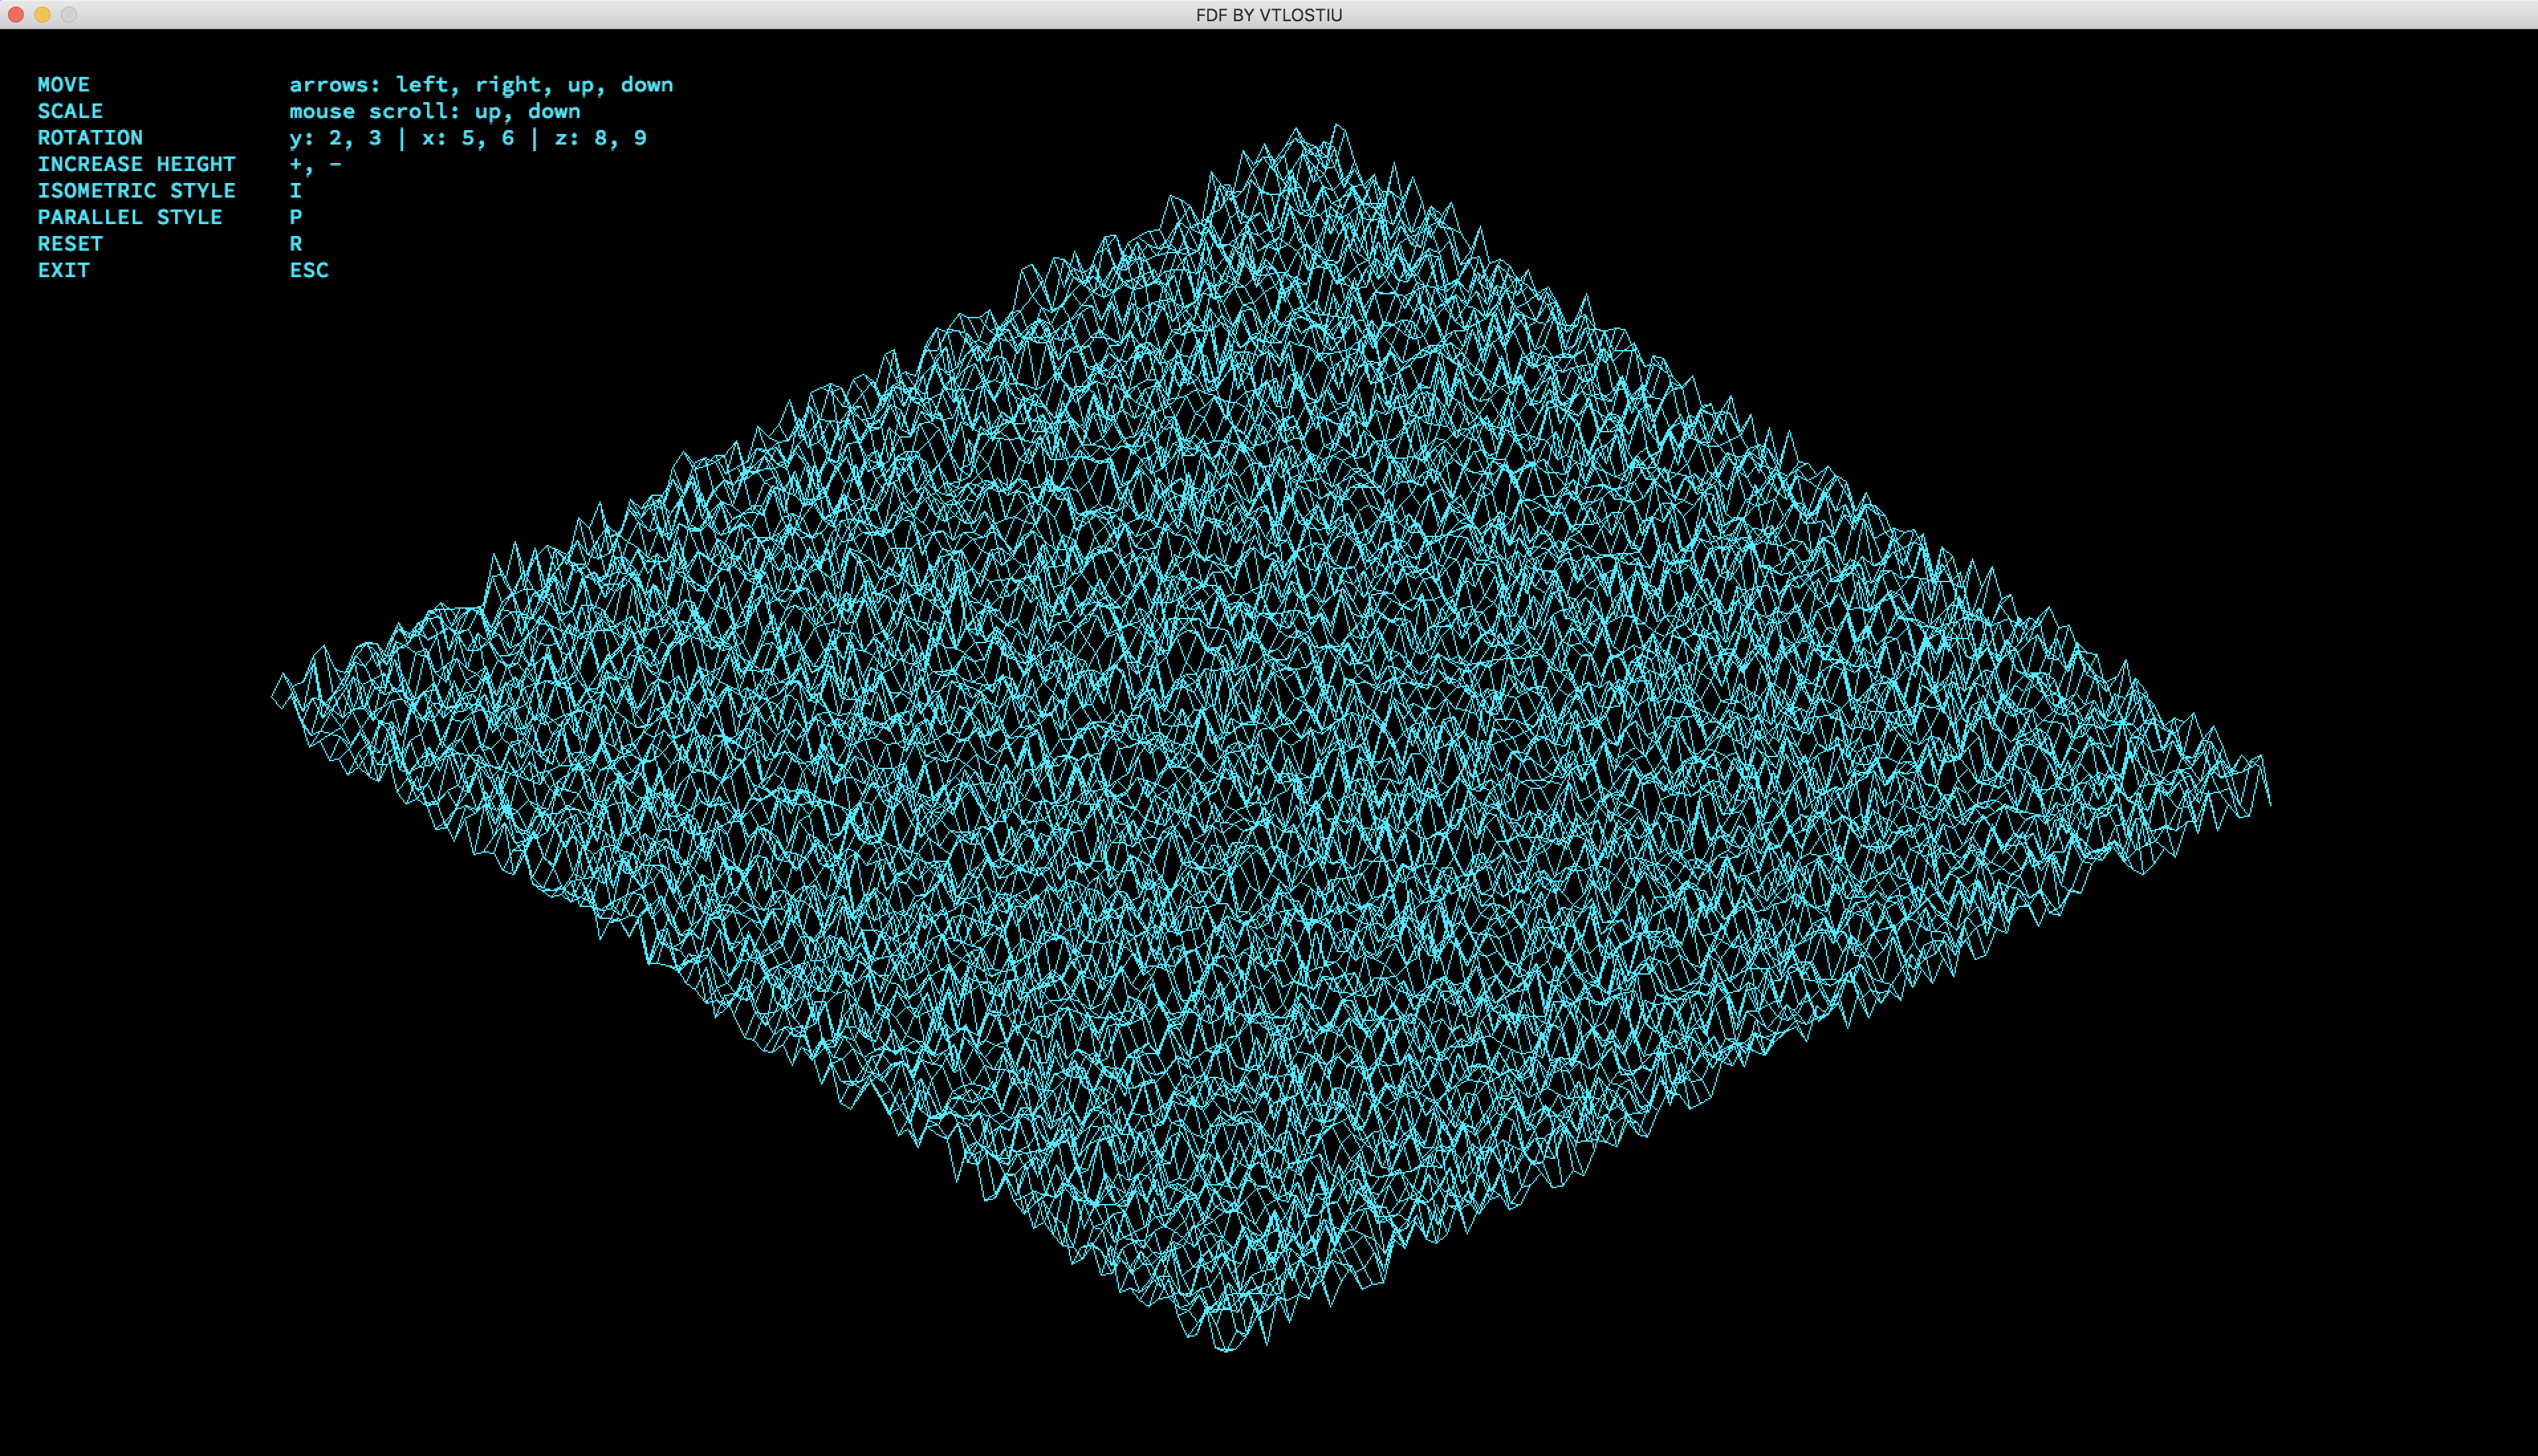 FDF BY VTLOSTIU
MOVE arrows: left, right, up, down
SCALE mouse scroll: up, down
ROTATION y: 2, 3 | x: 5, 6 | z: 8, 9
INCREASE HEIGHT +, -
ISOMETRIC STYLE I
PARALLEL STYLE P
RESET R
EXIT ESC